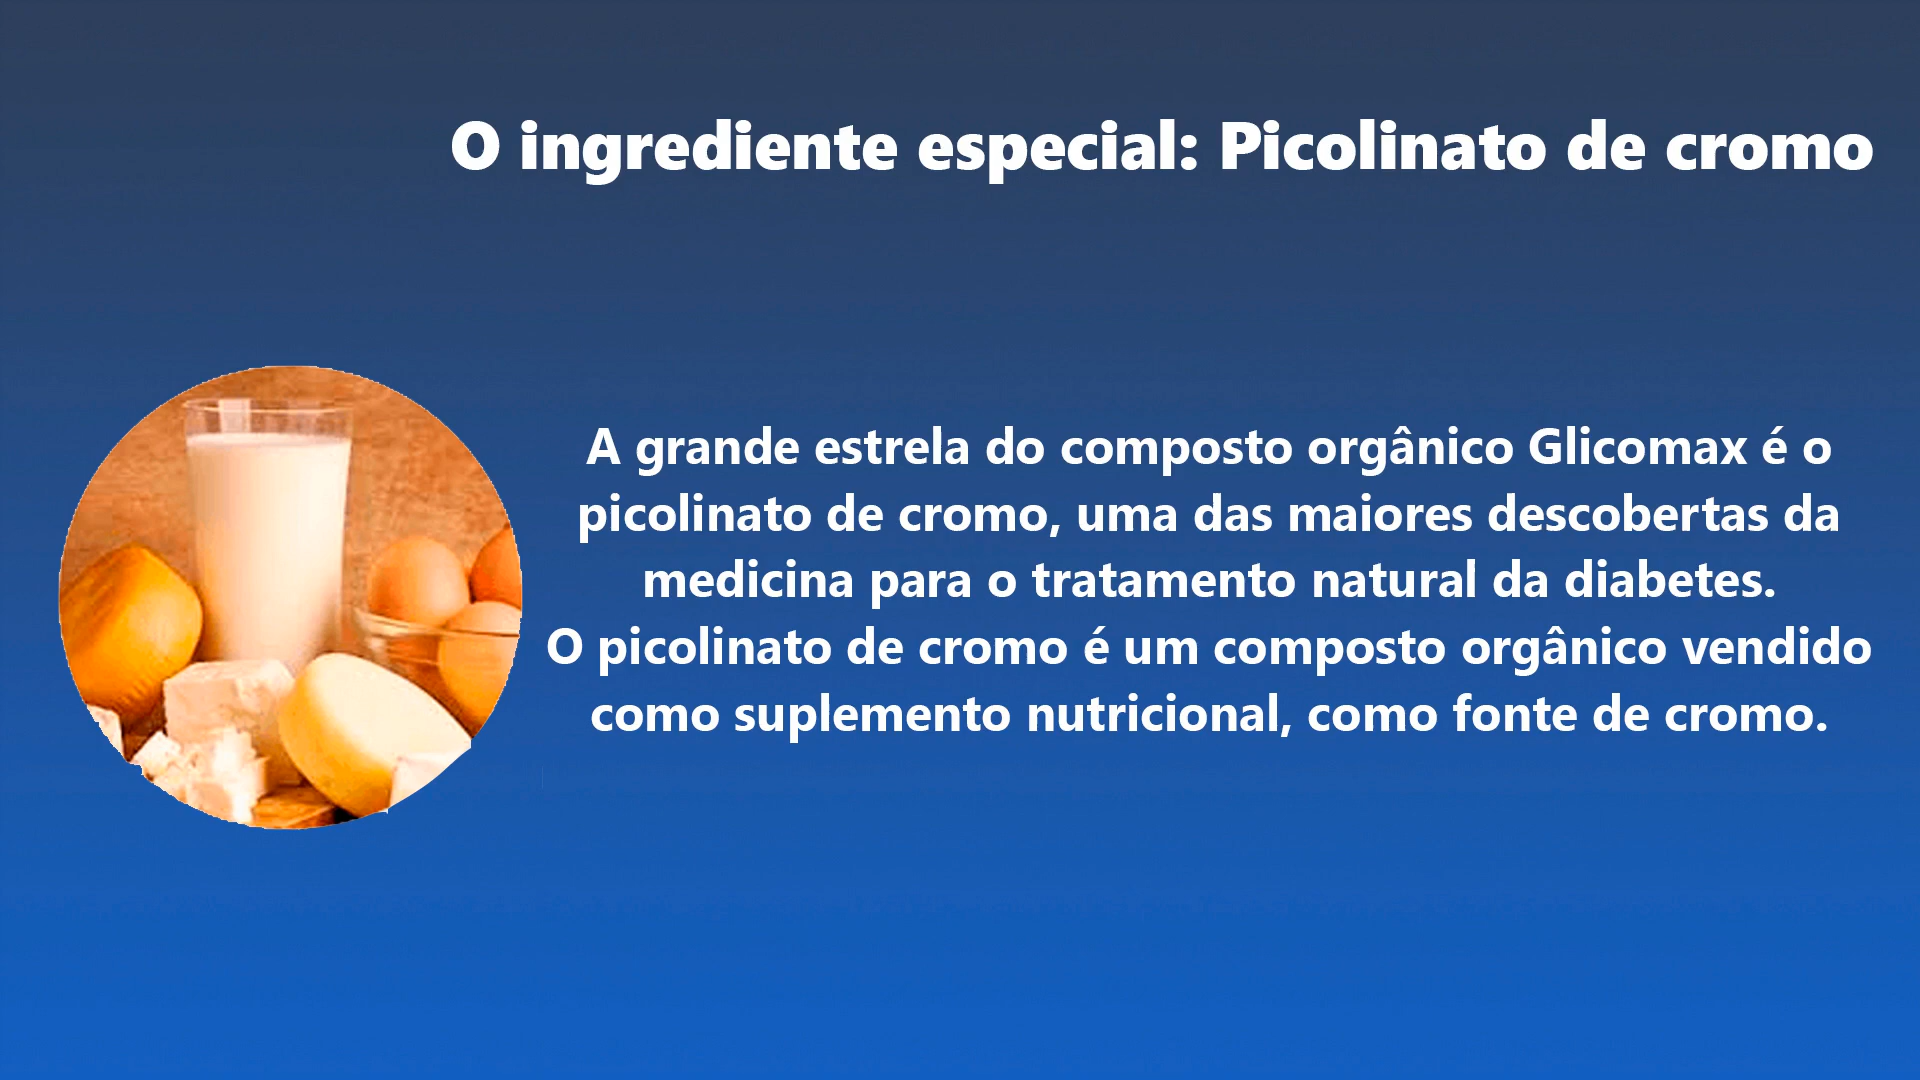 O ingrediente especial: Picolinato de cromo
A grande estrela do composto orgânico Glicomax é o
picolinato de cromo, uma das maiores descobertas da
medicina para o tratamento natural da diabetes.
O picolinato de cromo é um composto orgânico vendido
como suplemento nutricional, como fonte de cromo.